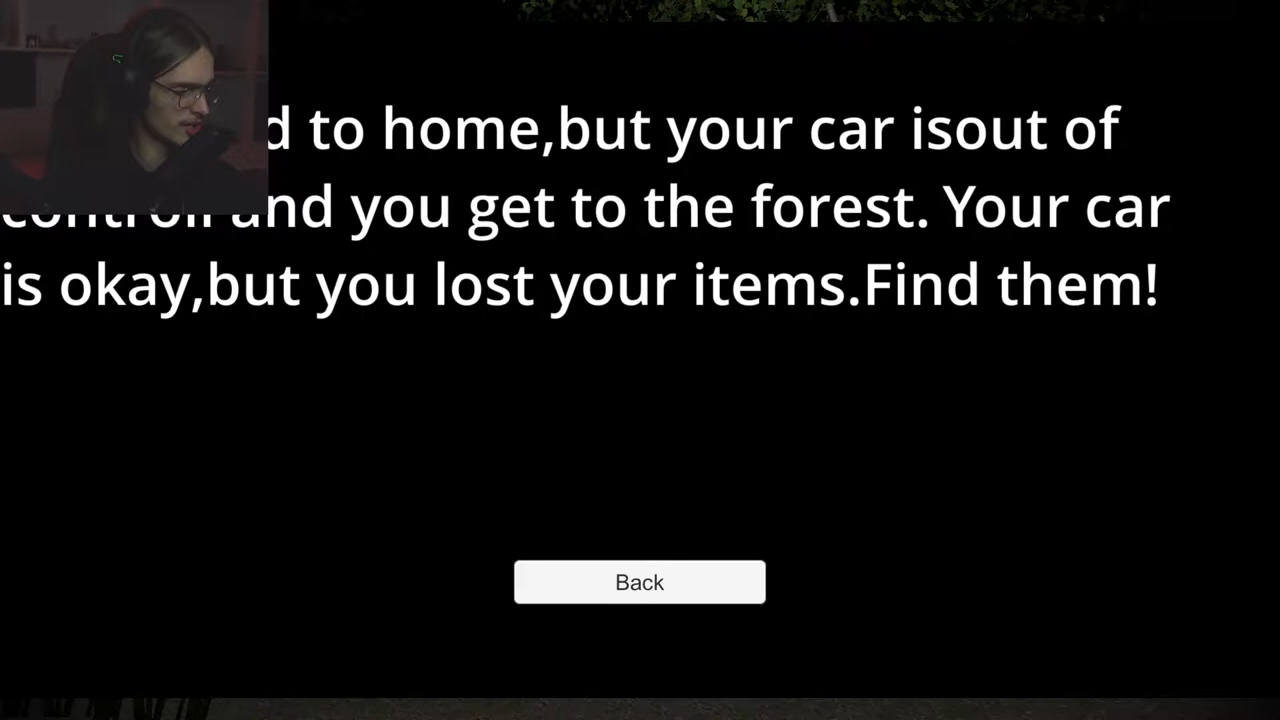 to home,but your car isout of
and you get to the forest. Your car
is okay,but you lost your items.Find them!
Back